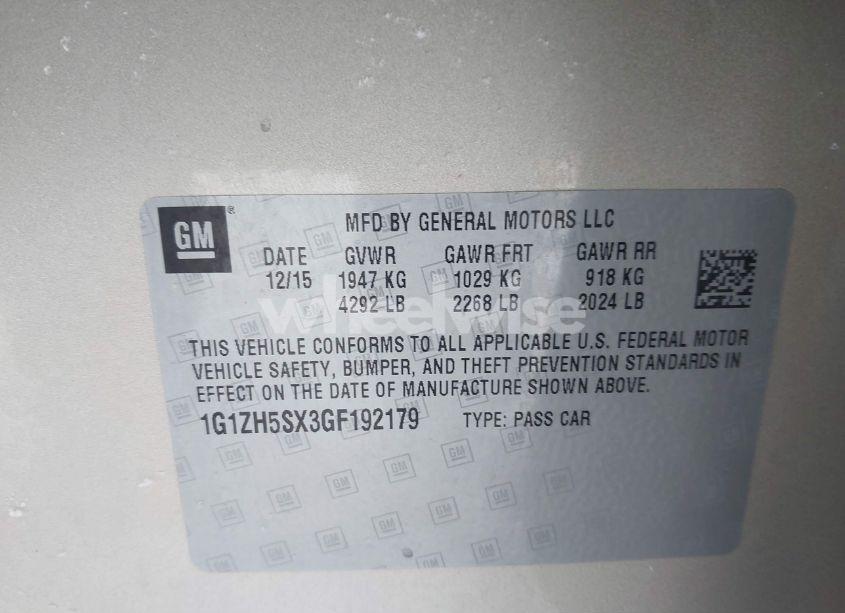 GM® MFD BY GENERAL MOTORS LLC
DATE GVWR GAWR FRT GAWR RR
12/15 1947 KG 1029 KG 918 KG
4292 LB 2268 LB 2024 LB
wheelwise
THIS VEHICLE CONFORMS TO ALL APPLICABLE U.S. FEDERAL MOTOR
VEHICLE SAFETY, BUMPER, AND THEFT PREVENTION STANDARDS IN
EFFECT ON THE DATE OF MANUFACTURE SHOWN ABOVE.
1G1ZH5SX3GF192179 TYPE: PASS CAR